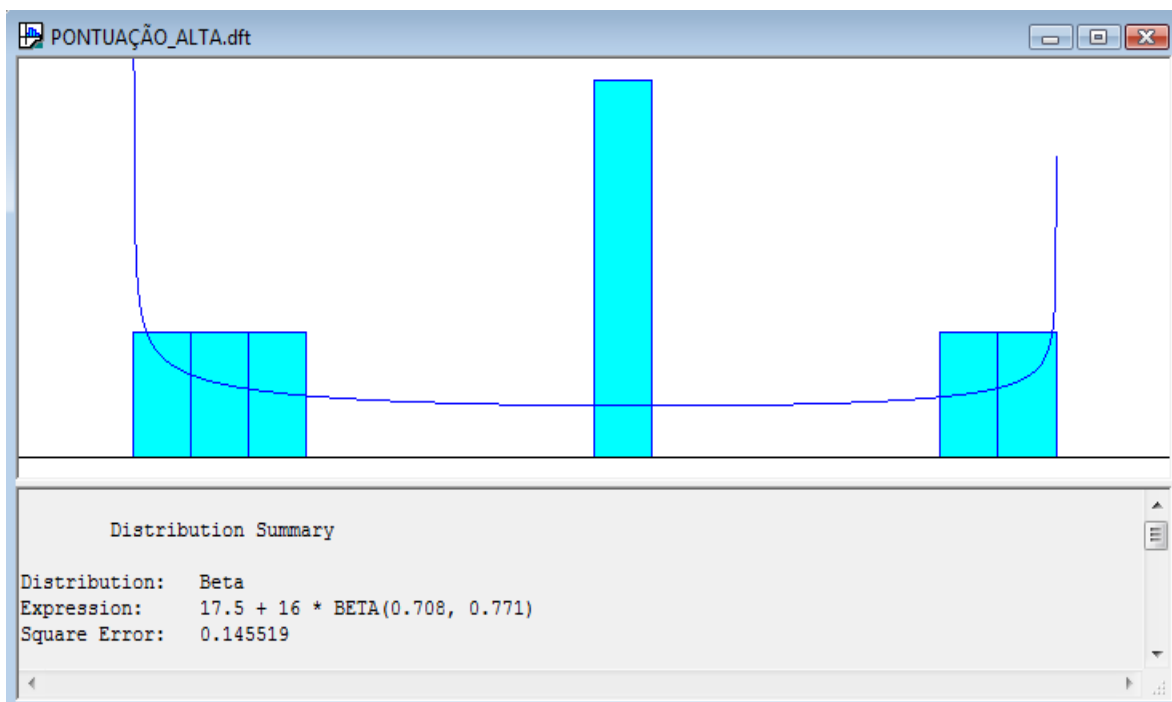 PONTUAÇÃO_ALTA.dft
Distribution Summary
Distribution: Beta
Expression: 17.5 + 16 * BETA(0.708, 0.771)
Square Error: 0.145519